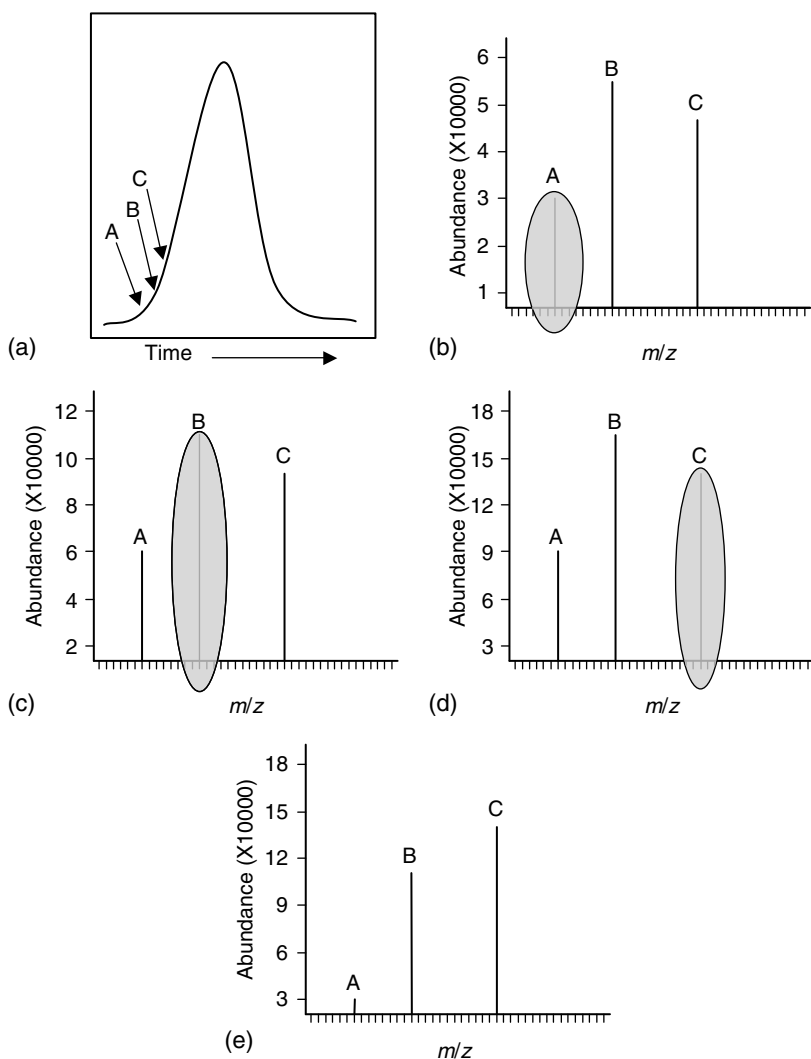 C
B
A
(a)
Time
6
5
4
3
2
1
Abundance (X10000)
A
B
C
(b)
m/z
12
10
8
6
4
2
Abundance (X10000)
A
B
C
(c)
m/z
18
15
12
9
6
3
Abundance (X10000)
A
B
C
(d)
m/z
18
15
12
9
6
3
Abundance (X10000)
A
B
C
(e)
m/z